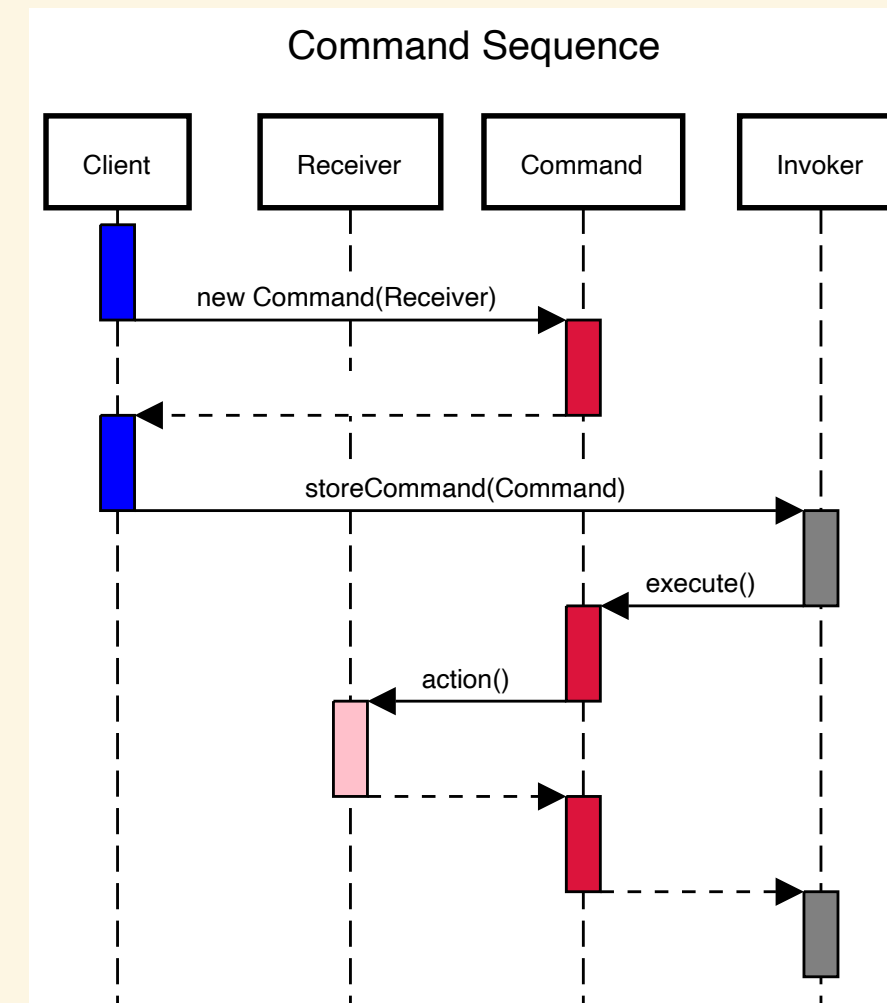 Command Sequence
Client
Receiver
Command
Invoker
new Command(Receiver)
storeCommand(Command)
execute()
action()